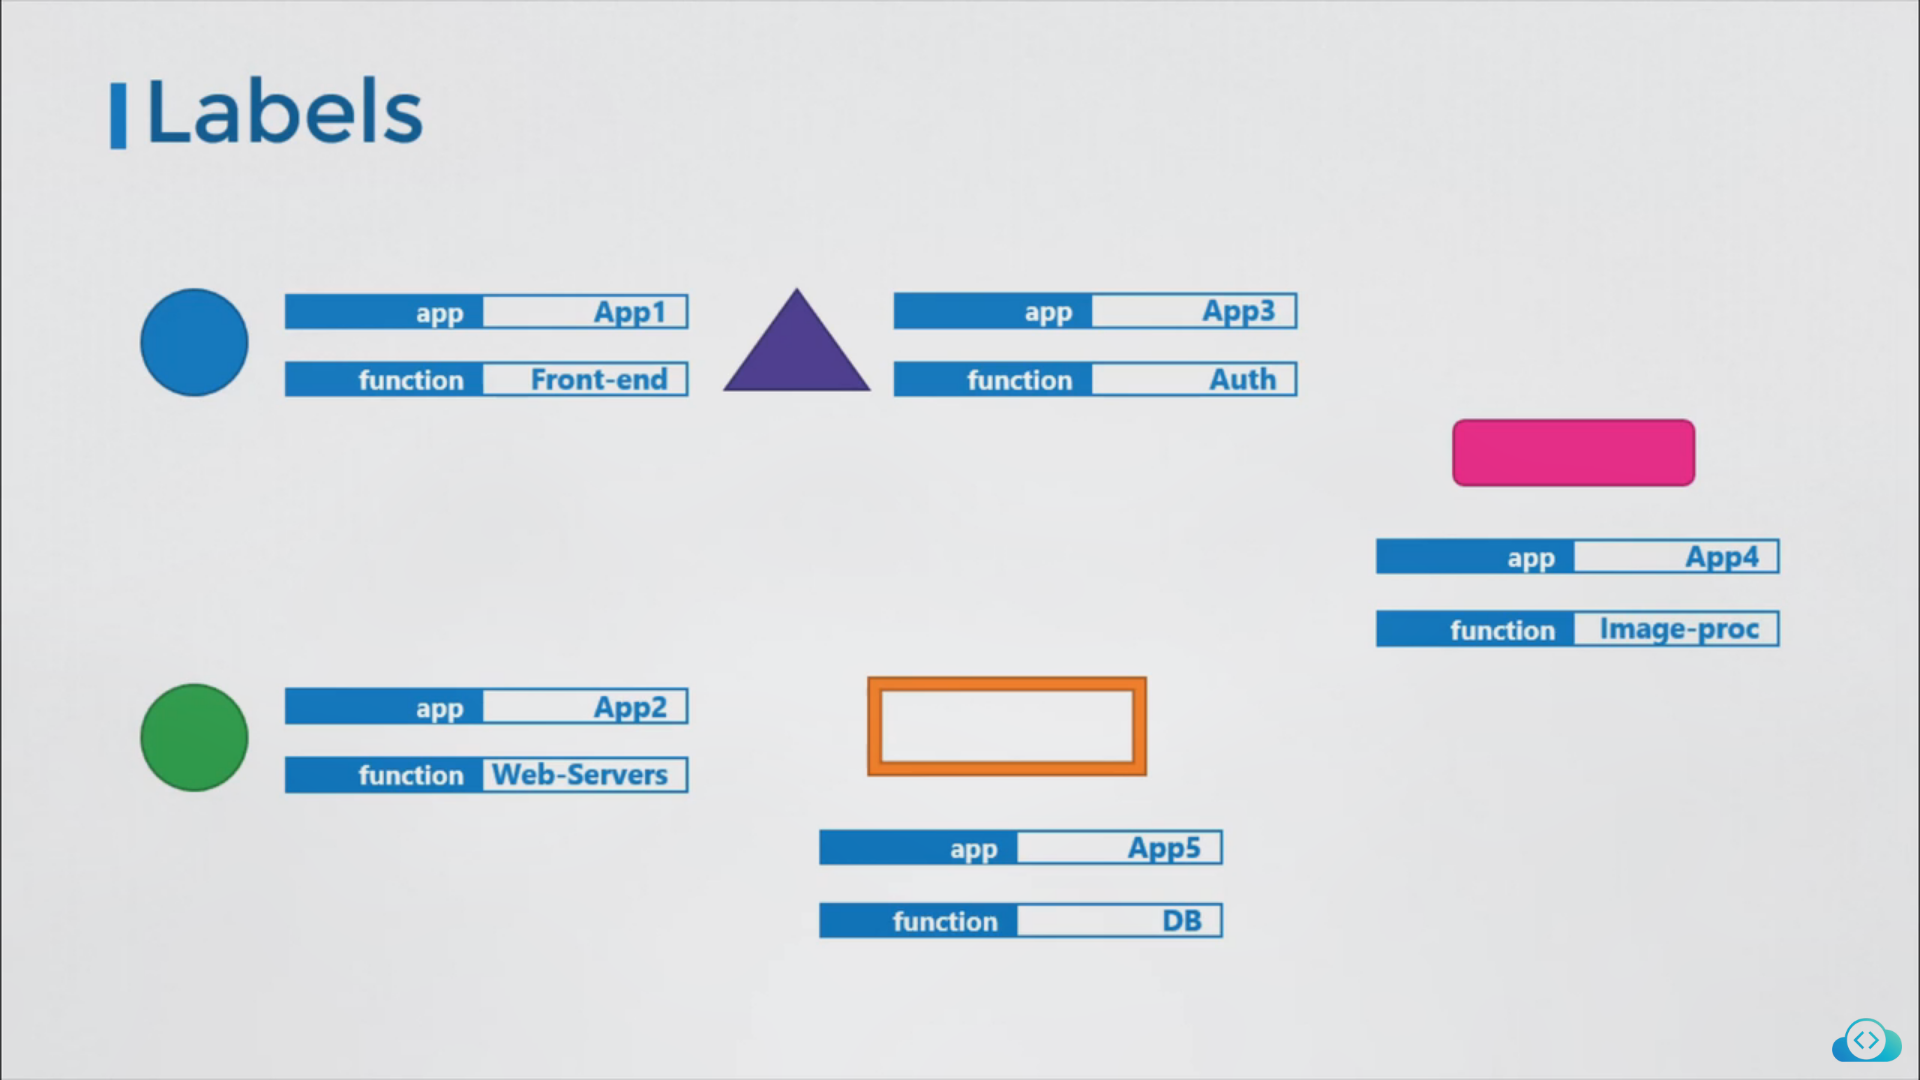 Labels
app App1
function Front-end
app App3
function Auth
app App4
function Image-proc
app App2
function Web-Servers
app App5
function DB